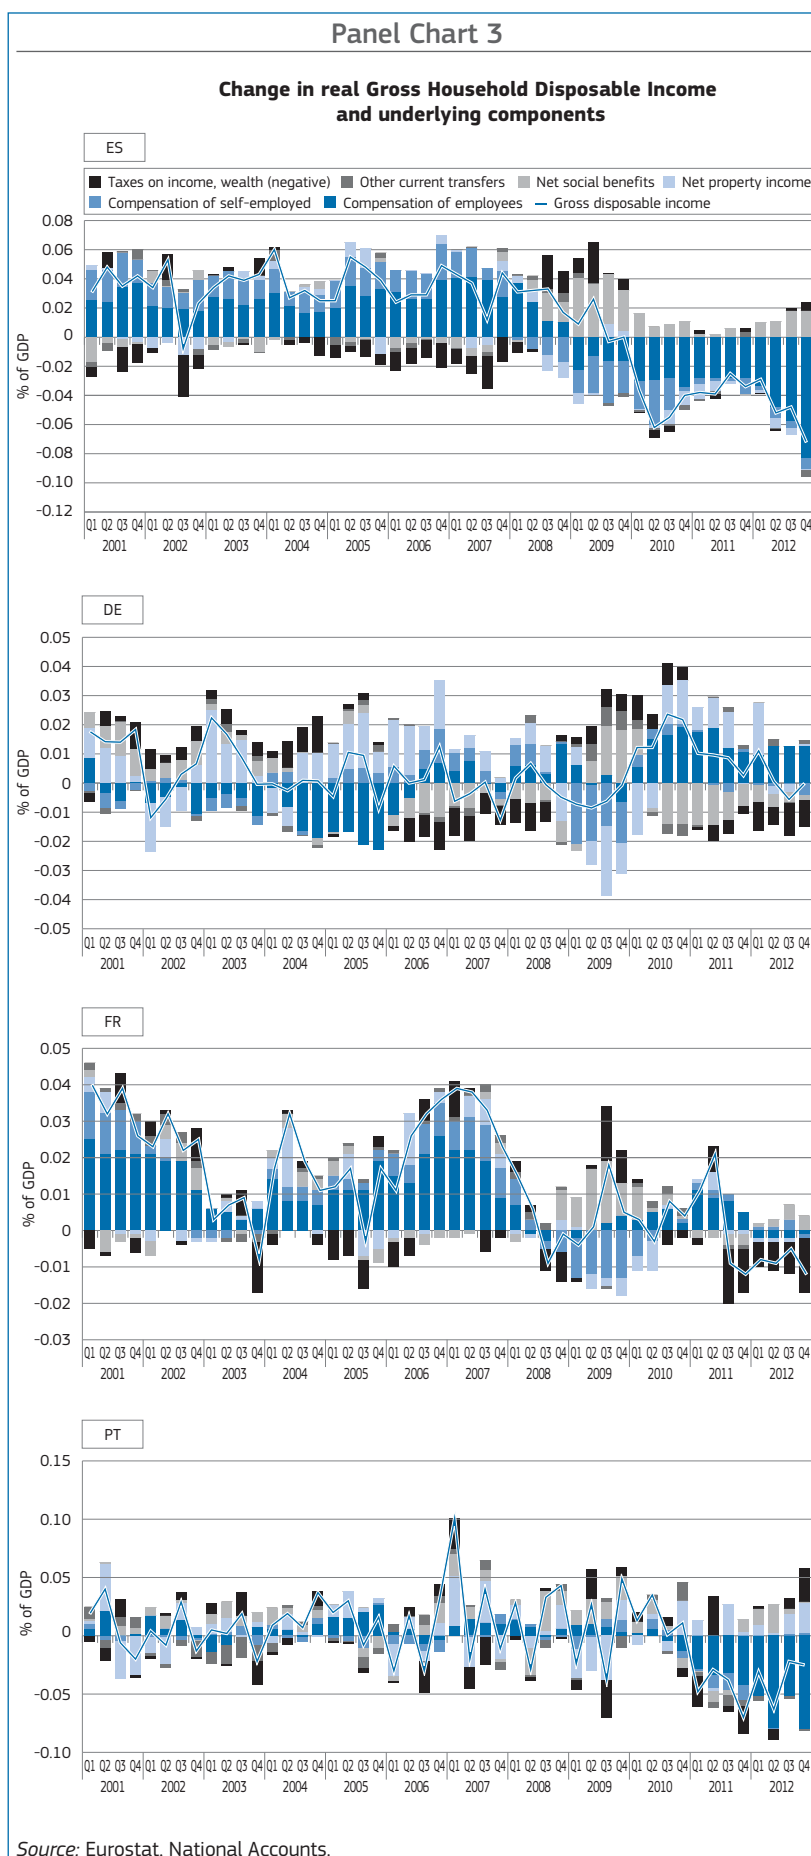 Panel Chart 3
Change in real Gross Household Disposable Income
and underlying components
ES
Taxes on income, wealth (negative) Other current transfers Net social benefits Net property income
Compensation of self-employed Compensation of employees Gross disposable income
% of GDP
0.08
0.06
0.04
0.02
0
-0.02
-0.04
-0.06
-0.08
-0.10
-0.12
Q1 Q2 Q3 Q4 Q1 Q2 Q3 Q4 Q1 Q2 Q3 Q4 Q1 Q2 Q3 Q4 Q1 Q2 Q3 Q4 Q1 Q2 Q3 Q4 Q1 Q2 Q3 Q4 Q1 Q2 Q3 Q4 Q1 Q2 Q3 Q4 Q1 Q2 Q3 Q4 Q1 Q2 Q3 Q4 Q1 Q2 Q3 Q4
2001 2002 2003 2004 2005 2006 2007 2008 2009 2010 2011 2012
DE
% of GDP
0.05
0.04
0.03
0.02
0.01
0
-0.01
-0.02
-0.03
-0.04
-0.05
Q1 Q2 Q3 Q4 Q1 Q2 Q3 Q4 Q1 Q2 Q3 Q4 Q1 Q2 Q3 Q4 Q1 Q2 Q3 Q4 Q1 Q2 Q3 Q4 Q1 Q2 Q3 Q4 Q1 Q2 Q3 Q4 Q1 Q2 Q3 Q4 Q1 Q2 Q3 Q4 Q1 Q2 Q3 Q4 Q1 Q2 Q3 Q4
2001 2002 2003 2004 2005 2006 2007 2008 2009 2010 2011 2012
FR
% of GDP
0.05
0.04
0.03
0.02
0.01
0
-0.01
-0.02
-0.03
Q1 Q2 Q3 Q4 Q1 Q2 Q3 Q4 Q1 Q2 Q3 Q4 Q1 Q2 Q3 Q4 Q1 Q2 Q3 Q4 Q1 Q2 Q3 Q4 Q1 Q2 Q3 Q4 Q1 Q2 Q3 Q4 Q1 Q2 Q3 Q4 Q1 Q2 Q3 Q4 Q1 Q2 Q3 Q4 Q1 Q2 Q3 Q4
2001 2002 2003 2004 2005 2006 2007 2008 2009 2010 2011 2012
PT
% of GDP
0.15
0.10
0.05
0
-0.05
-0.10
Q1 Q2 Q3 Q4 Q1 Q2 Q3 Q4 Q1 Q2 Q3 Q4 Q1 Q2 Q3 Q4 Q1 Q2 Q3 Q4 Q1 Q2 Q3 Q4 Q1 Q2 Q3 Q4 Q1 Q2 Q3 Q4 Q1 Q2 Q3 Q4 Q1 Q2 Q3 Q4 Q1 Q2 Q3 Q4 Q1 Q2 Q3 Q4
2001 2002 2003 2004 2005 2006 2007 2008 2009 2010 2011 2012
Source: Eurostat, National Accounts.